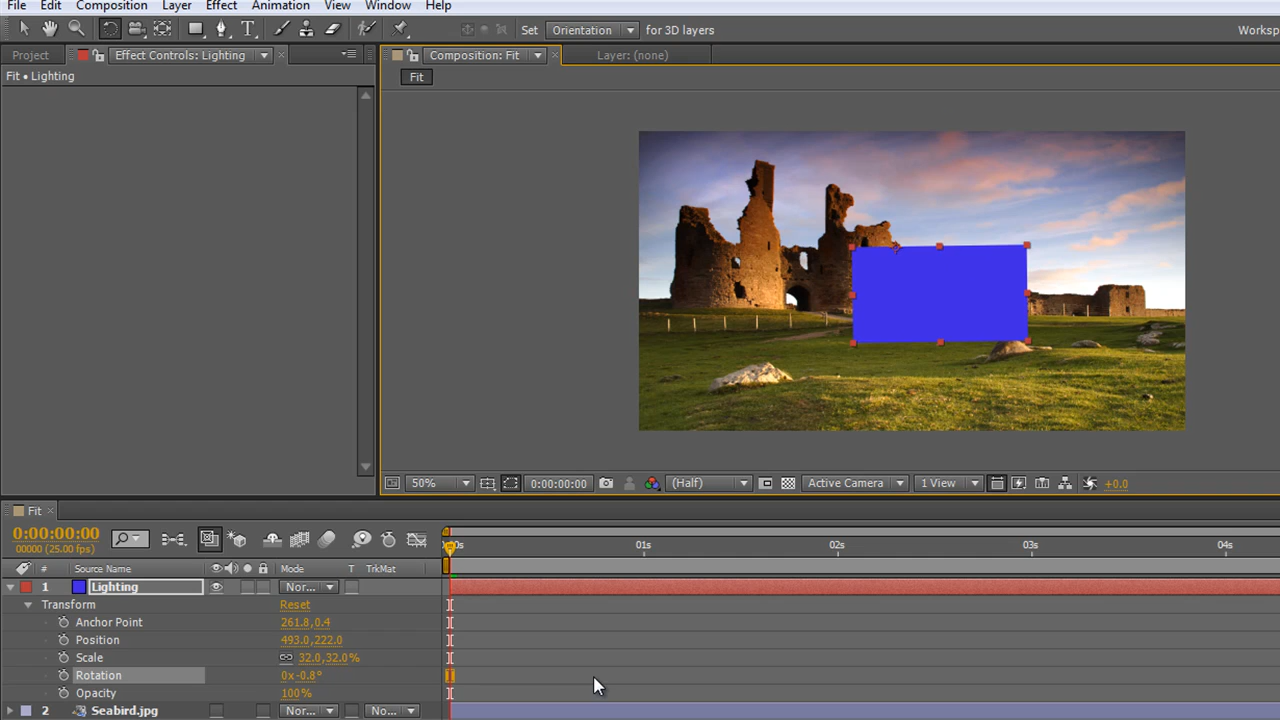 File Edit Composition Layer Effect Animation View Window Help
Set Orientation for 3D layers Worksp
Project Effect Controls: Lighting Composition: Fit Layer: (none)
Fit • Lighting
Fit
50% 0:00:00:00 (Half) Active Camera 1 View +0.0
Fit
0:00:00:00
00000 (25.00 fps)
01s 02s 03s 04s
# Source Name Mode T TrkMat
1 Lighting Nor...
Transform Reset
Anchor Point 261.8,0.4
Position 493.0,222.0
Scale 32.0,32.0%
Rotation 0x-0.8°
Opacity 100%
2 Seabird.jpg Nor... No...